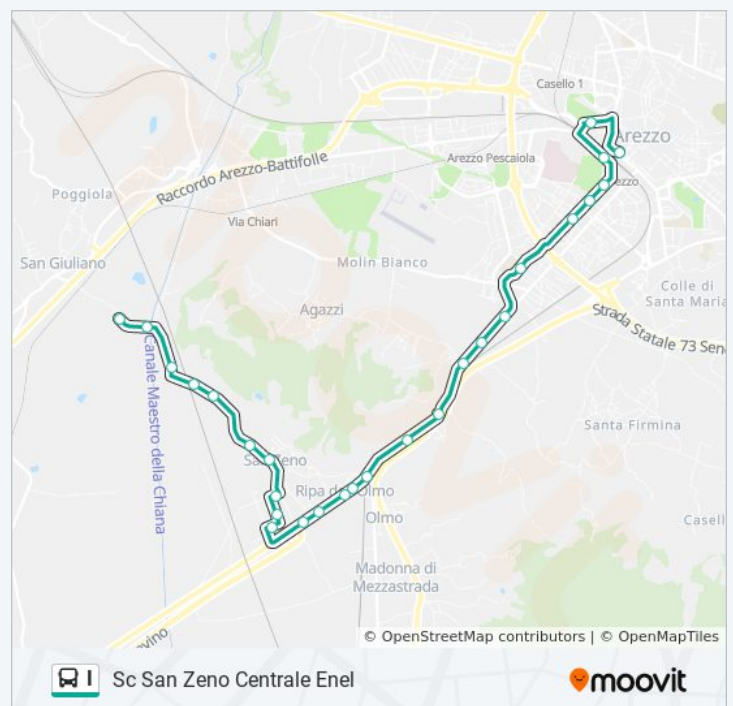 Casello 1
Arezzo
Arezzo Pescaiola
ezzo
Raccordo Arezzo-Battifolle
Poggiola
Via Chiari
San Giuliano
Molin Bianco
Colle di
Santa Maria
Agazzi
Strada Statale 73 Sen
Canale Maestro della Chiana
Santa Firmina
San Zeno
Ripa dell'Olmo
Olmo
Casell
Madonna di
Mezzastrada
vino
© OpenStreetMap contributors | © OpenMapTiles
I Sc San Zeno Centrale Enel
moovit